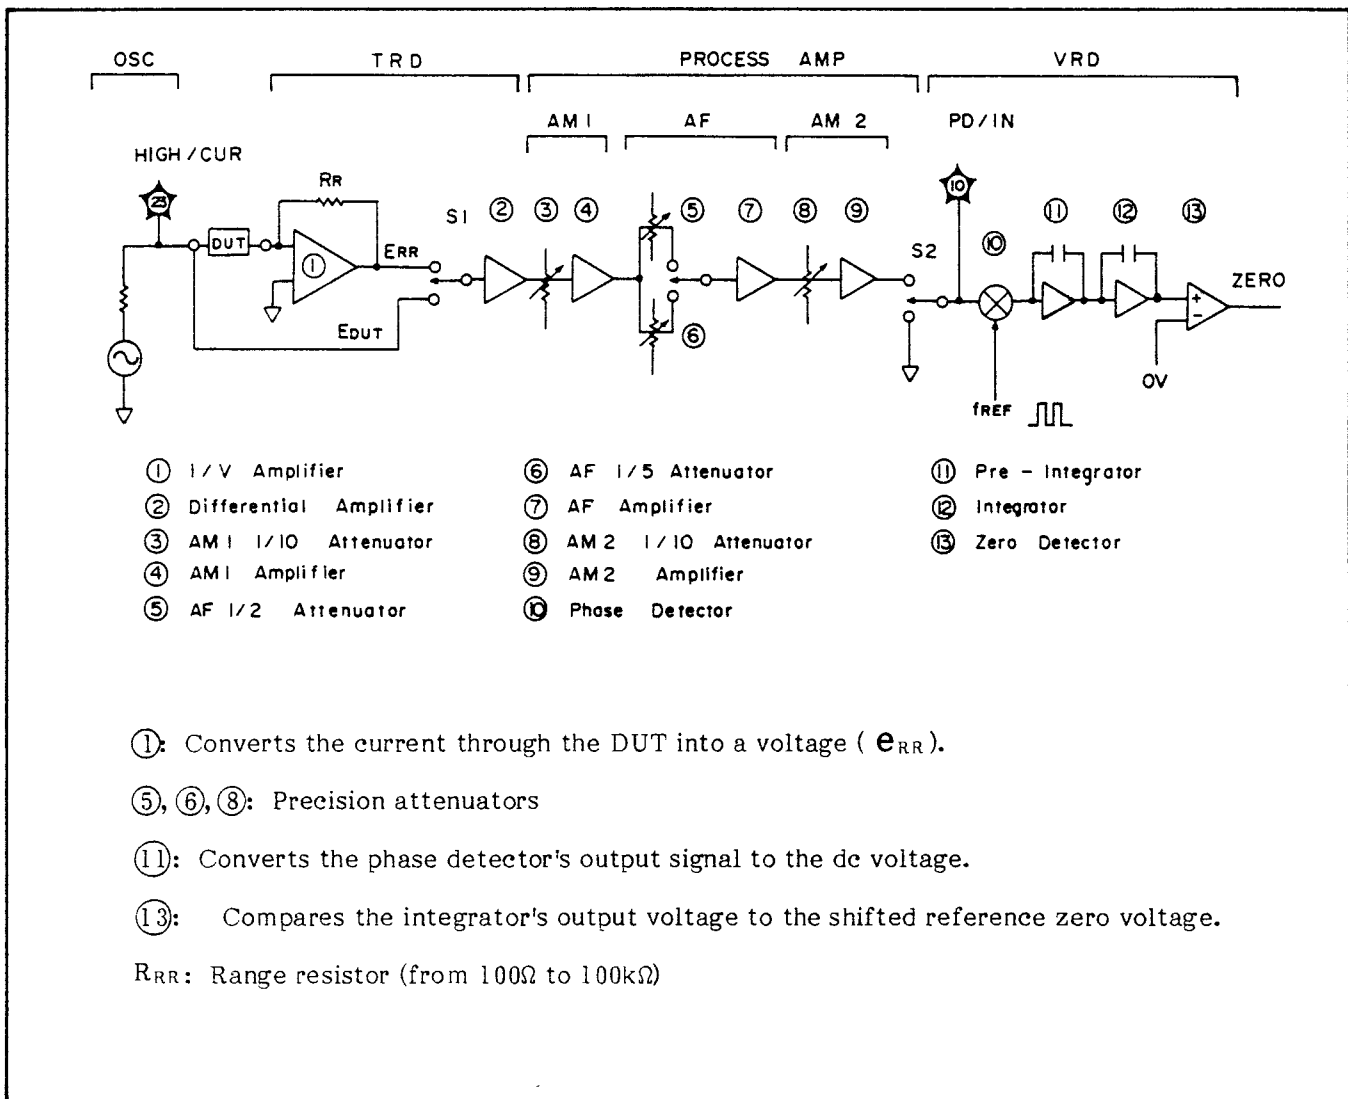 OSC TRD PROCESS AMP VRD
AM1 AF AM 2 PD/IN
HIGH/CUR
23 RR 10
S1 ② ③ ④ ⑤ ⑦ ⑧ ⑨ S2 ⑩ ⑪ ⑫ ⑬
DUT ① ERR ZERO
+
−
EDUT ⑥
0V
fREF
① I/V Amplifier
② Differential Amplifier
③ AM1 1/10 Attenuator
④ AM1 Amplifier
⑤ AF 1/2 Attenuator
⑥ AF 1/5 Attenuator
⑦ AF Amplifier
⑧ AM2 1/10 Attenuator
⑨ AM2 Amplifier
⑩ Phase Detector
⑪ Pre - Integrator
⑫ Integrator
⑬ Zero Detector
①: Converts the current through the DUT into a voltage ( eRR).
⑤, ⑥, ⑧: Precision attenuators
⑪: Converts the phase detector's output signal to the dc voltage.
⑬: Compares the integrator's output voltage to the shifted reference zero voltage.
RRR: Range resistor (from 100Ω to 100kΩ)